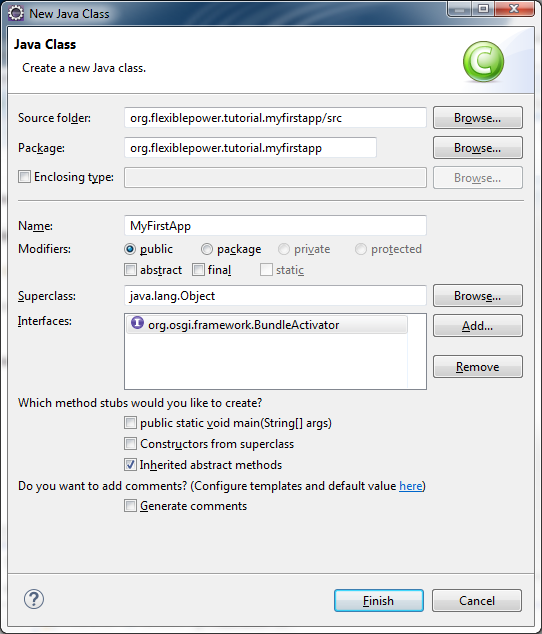 New Java Class
Java Class
Create a new Java class.
C
Source folder: org.flexiblepower.tutorial.myfirstapp/src Browse...
Package: org.flexiblepower.tutorial.myfirstapp Browse...
Enclosing type: Browse...
Name: MyFirstApp
Modifiers: public package private protected
abstract final static
Superclass: java.lang.Object Browse...
Interfaces: I org.osgi.framework.BundleActivator Add...
Remove
Which method stubs would you like to create?
public static void main(String[] args)
Constructors from superclass
Inherited abstract methods
Do you want to add comments? (Configure templates and default value here)
Generate comments
? Finish Cancel